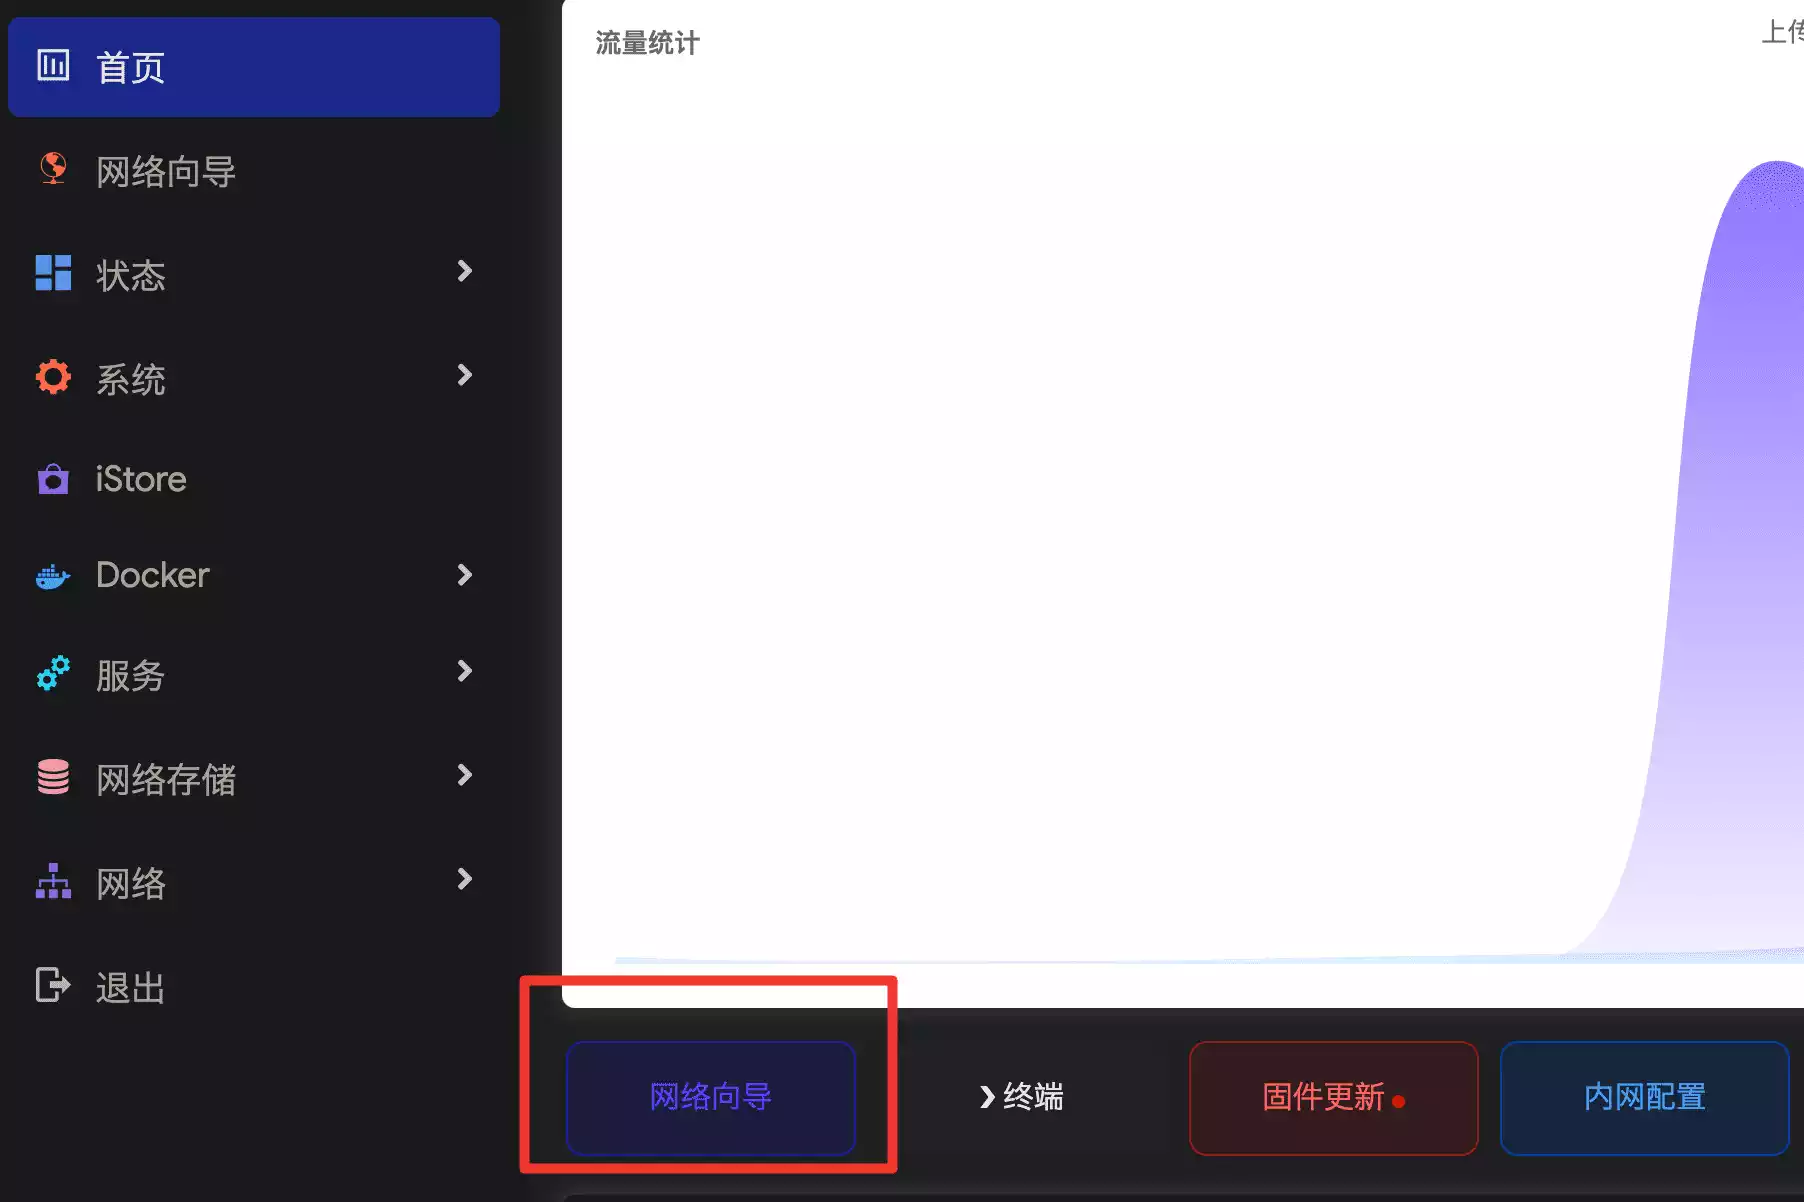 首页
网络向导
状态
系统
iStore
Docker
服务
网络存储
网络
退出
流量统计
上传
网络向导
终端
固件更新
内网配置